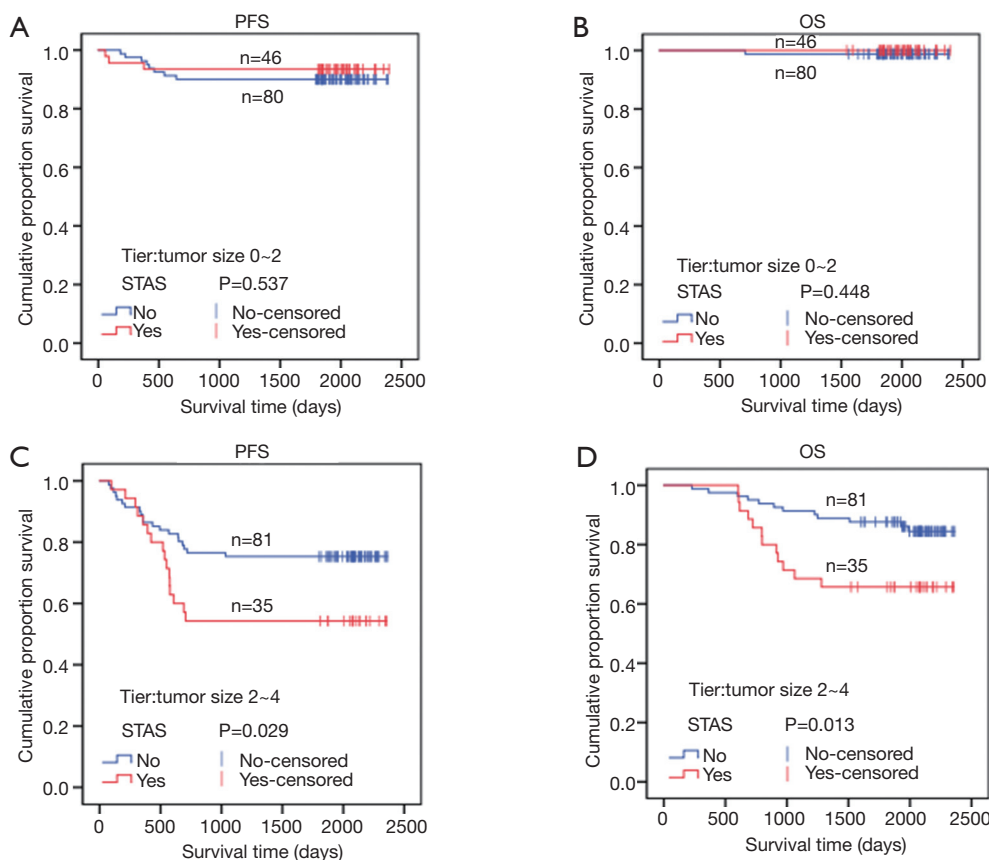 A
PFS
Cumulative proportion survival
1.0
0.8
0.6
0.4
0.2
0.0
n=46
n=80
Tier:tumor size 0~2
STAS P=0.537
No No-censored
Yes Yes-censored
0 500 1000 1500 2000 2500
Survival time (days)
B
OS
Cumulative proportion survival
1.0
0.8
0.6
0.4
0.2
0.0
n=46
n=80
Tier:tumor size 0~2
STAS P=0.448
No No-censored
Yes Yes-censored
0 500 1000 1500 2000 2500
Survival time (days)
C
PFS
Cumulative proportion survival
1.0
0.8
0.6
0.4
0.2
0.0
n=81
n=35
Tier:tumor size 2~4
STAS P=0.029
No No-censored
Yes Yes-censored
0 500 1000 1500 2000 2500
Survival time (days)
D
OS
Cumulative proportion survival
1.0
0.8
0.6
0.4
0.2
0.0
n=81
n=35
Tier:tumor size 2~4
STAS P=0.013
No No-censored
Yes Yes-censored
0 500 1000 1500 2000 2500
Survival time (days)